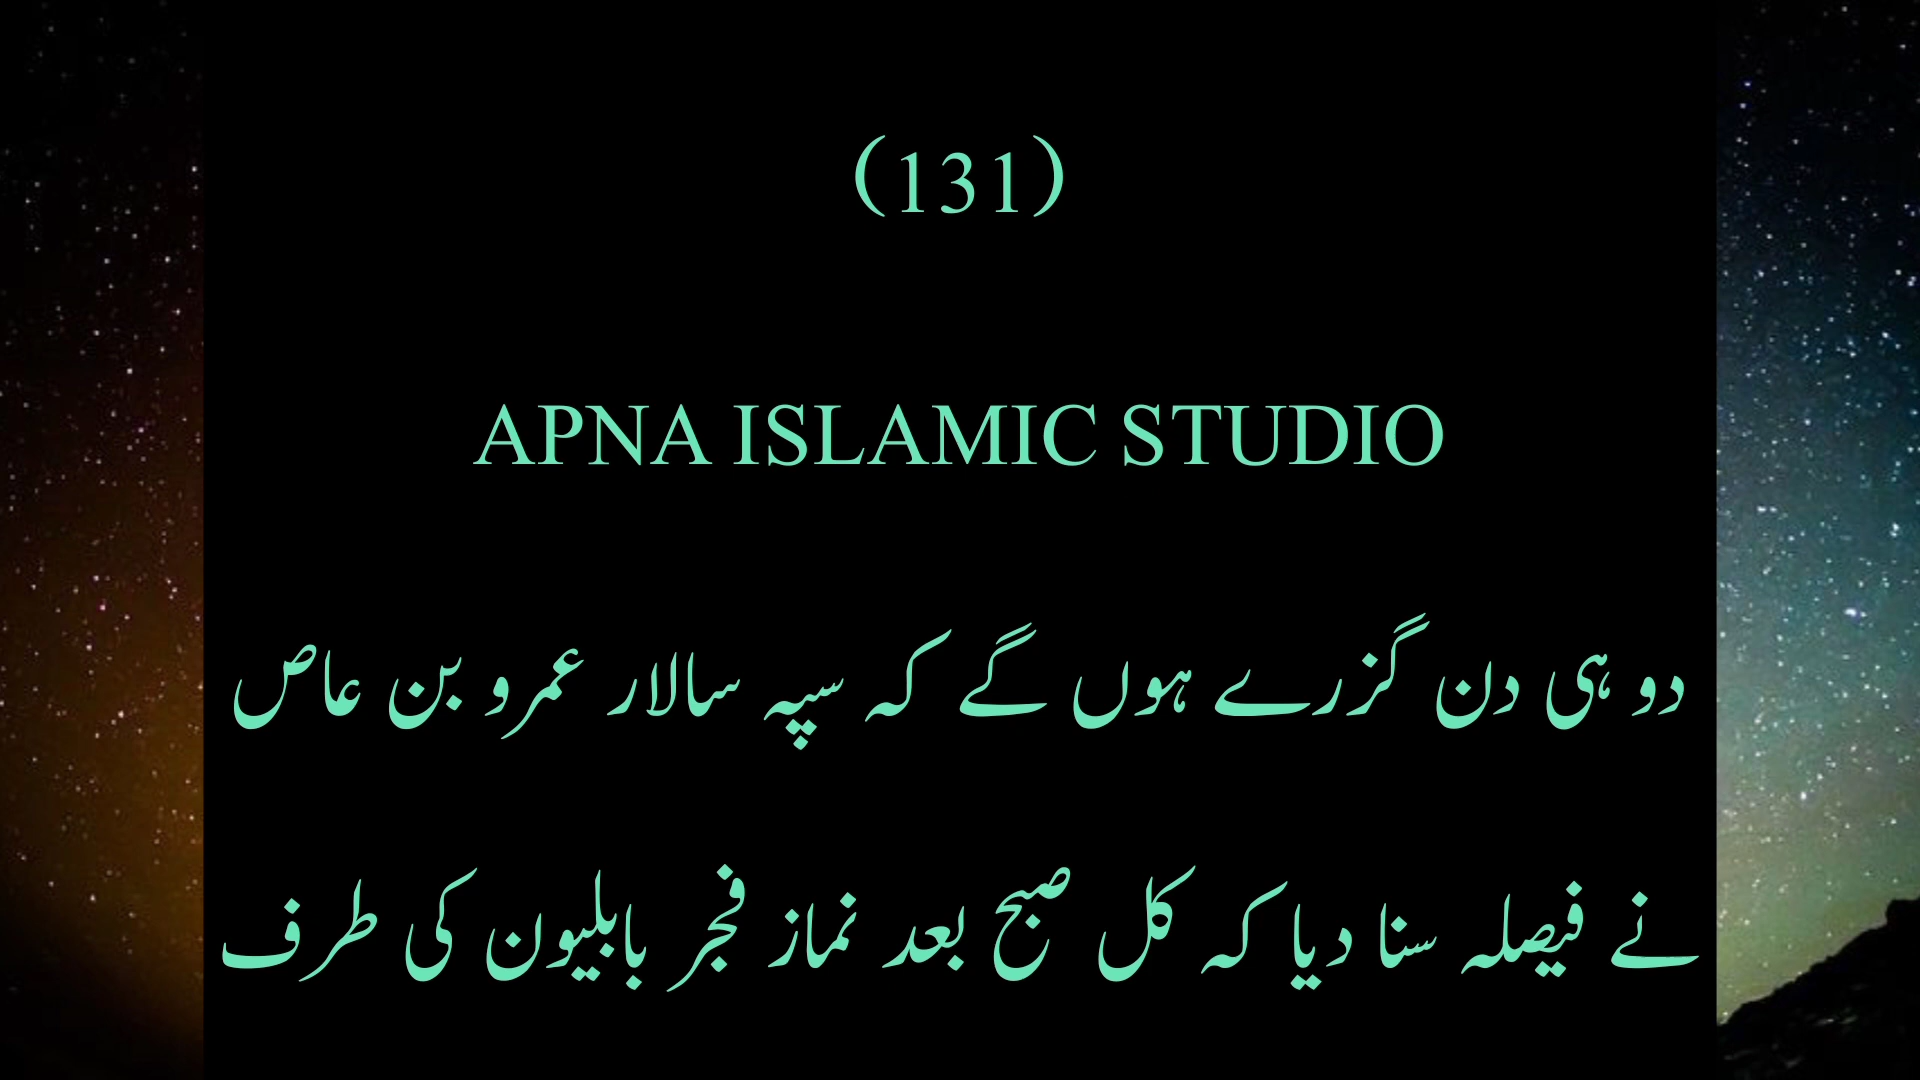 (131)
APNA ISLAMIC STUDIO
دو ہی دن گزرے ہوں گے کہ سپہ سالار عمرو بن عاص
نے فیصلہ سنا دیا کہ کل صبح بعد نماز فجر بابلیون کی طرف